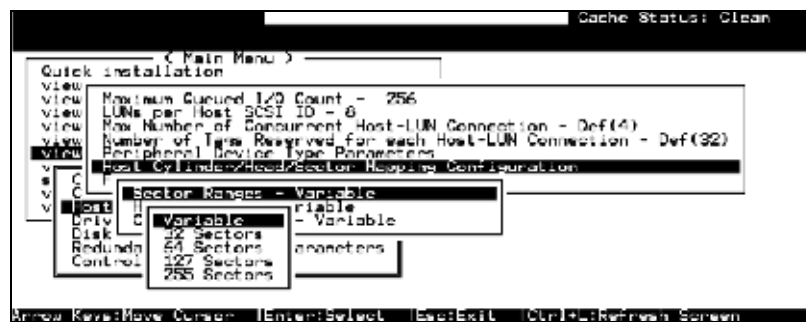 Cache Status: Clean
( Main Menu )
Quick installation
view
view Maximum Queued I/O Count - 256
view LUNs per Host SCSI ID - 8
view Max Number of Concurrent Host-LUN Connection - Def(4)
view Number of Tags Reserved for each Host-LUN Connection - Def(32)
view Peripheral Device Type Parameters
v Host Cylinder/Head/Sector Mapping Configuration
s C F
v C Sector Ranges - Variable
v Host H riable
Driv C Variable - Variable
Disk 32 Sectors
Redunda 64 Sectors arameters
Control 127 Sectors
255 Sectors
Arrow Keys:Move Cursor |Enter:Select |Esc:Exit |Ctrl+L:Refresh Screen